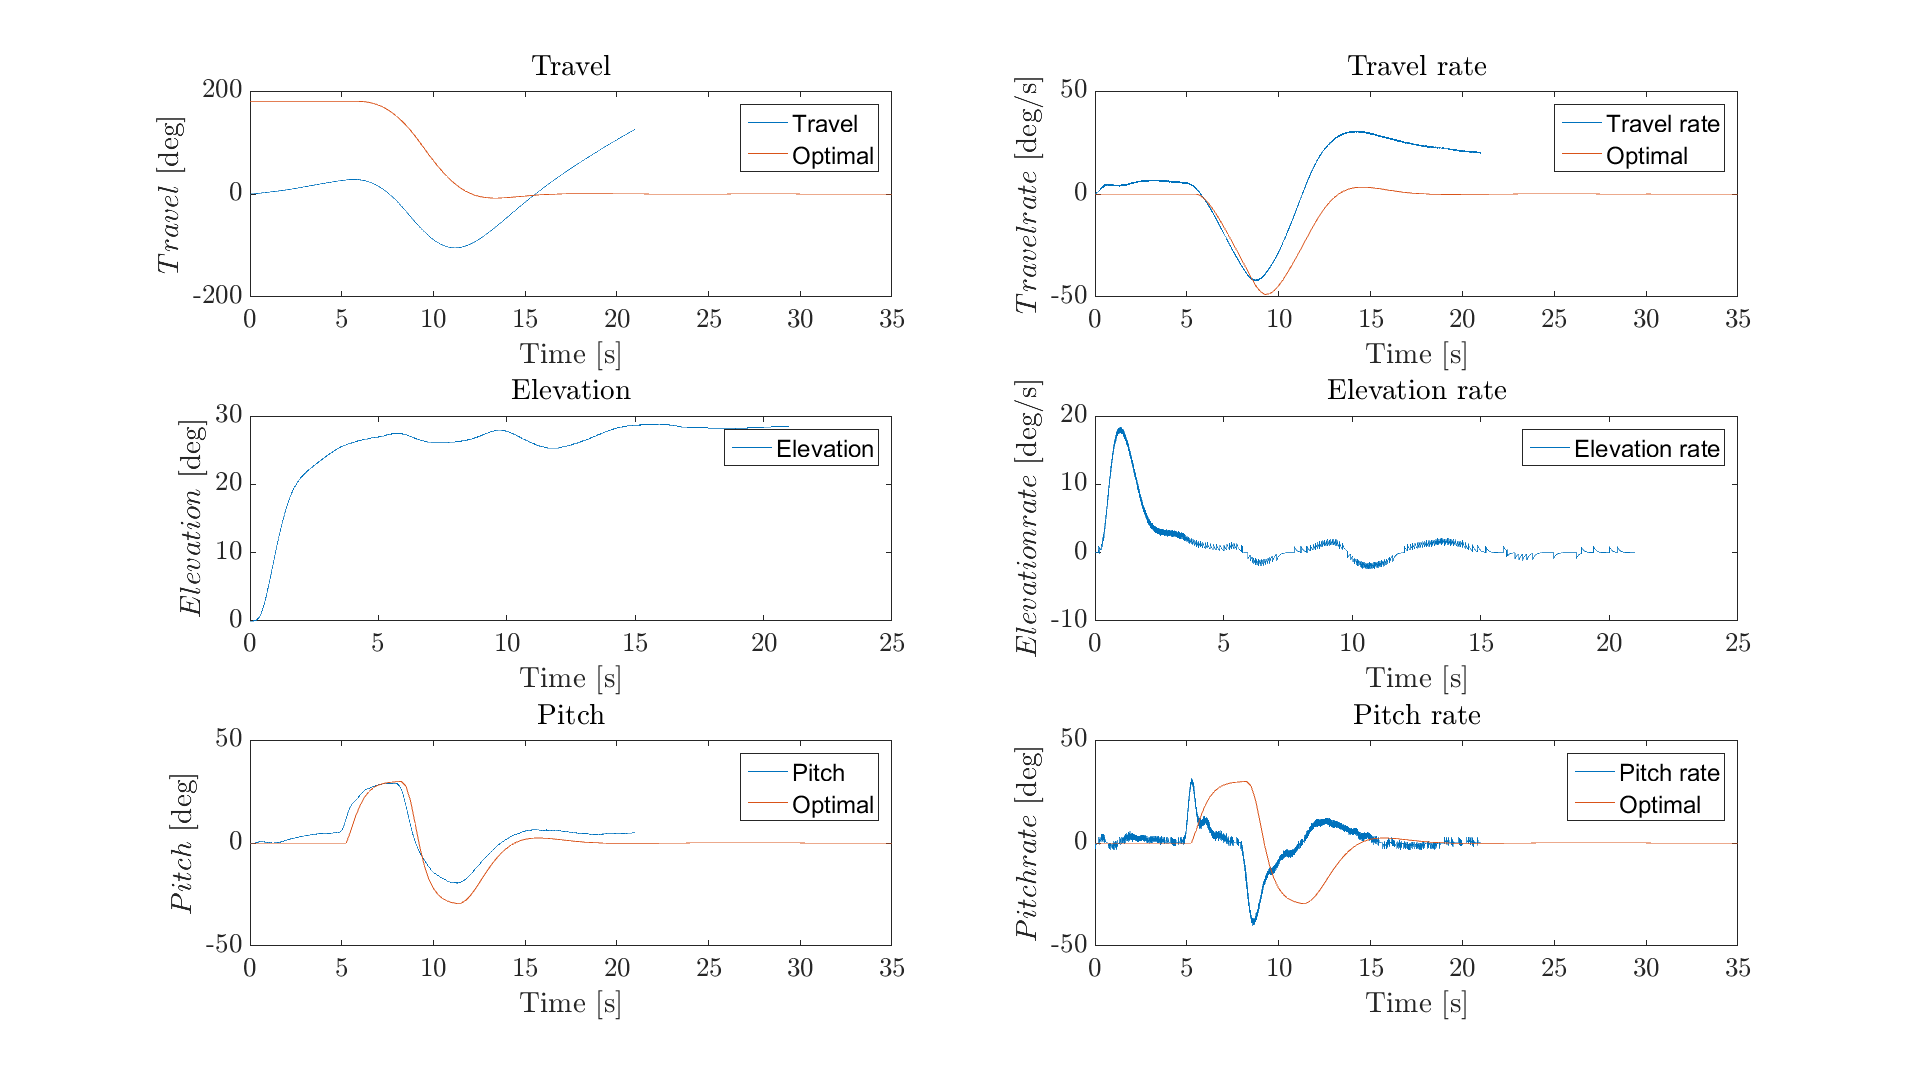 Travel
Travel [deg]
200
0
-200
Travel
Optimal
0 5 10 15 20 25 30 35
Time [s]
Travel rate
Travelrate [deg/s]
50
0
-50
Travel rate
Optimal
0 5 10 15 20 25 30 35
Time [s]
Elevation
Elevation [deg]
30
20
10
0
Elevation
0 5 10 15 20 25
Time [s]
Elevation rate
Elevationrate [deg/s]
20
10
0
-10
Elevation rate
0 5 10 15 20 25
Time [s]
Pitch
Pitch [deg]
50
0
-50
Pitch
Optimal
0 5 10 15 20 25 30 35
Time [s]
Pitch rate
Pitchrate [deg]
50
0
-50
Pitch rate
Optimal
0 5 10 15 20 25 30 35
Time [s]